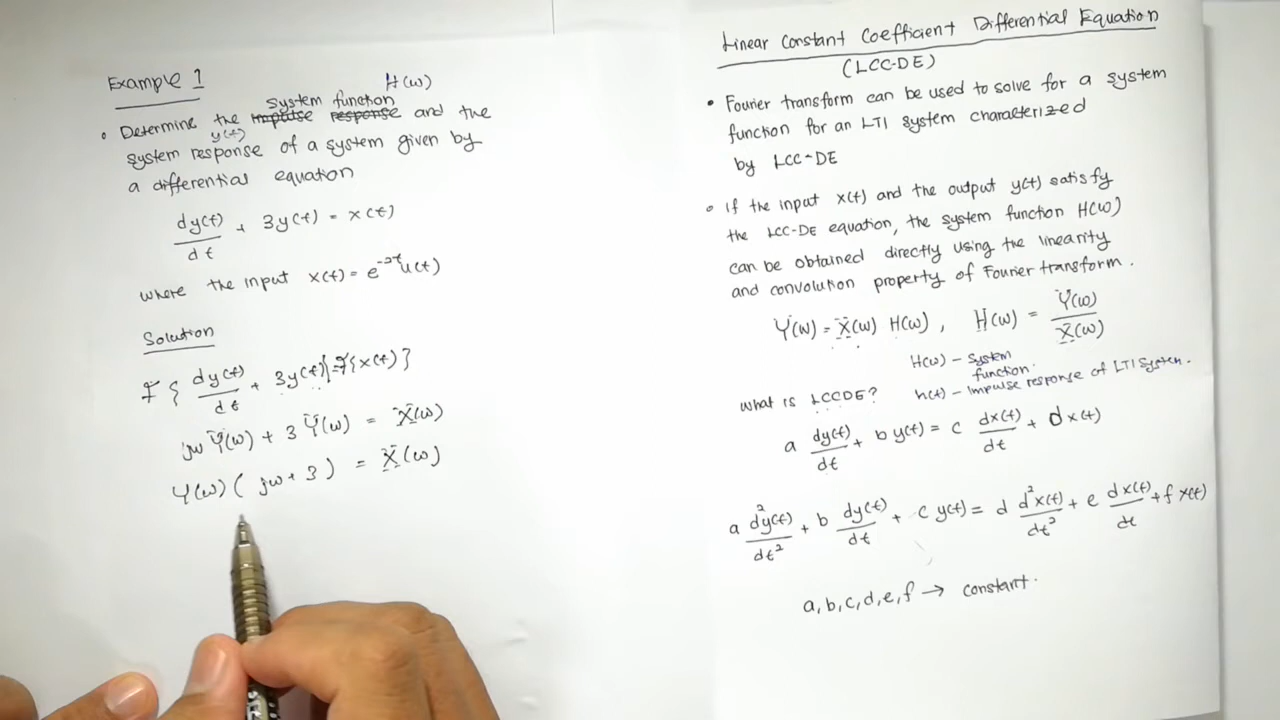 Example 1
H(ω)
system function
• Determine the impulse response and the
y(t)
system response of a system given by
a differential equation
dy(t)/dt + 3y(t) = x(t)
where the input x(t) = e^-2t u(t)
Solution
F { dy(t)/dt + 3y(t) } = F{x(t)}
jω Y(ω) + 3 Y(ω) = X(ω)
Y(ω) ( jω + 3 ) = X(ω)
Linear Constant Coefficient Differential Equation
(LCC-DE)
• Fourier transform can be used to solve for a system
function for an LTI system characterized
by LCC-DE
• If the input x(t) and the output y(t) satisfy
the LCC-DE equation, the system function H(ω)
can be obtained directly using the linearity
and convolution property of Fourier transform.
Y(ω) = X(ω) H(ω), H(ω) = Y(ω)/X(ω)
H(ω) - System
function.
h(t) - Impulse response of LTI System.
What is LCCDE?
a dy(t)/dt + b y(t) = c dx(t)/dt + d x(t)
a d²y(t)/dt² + b dy(t)/dt + c y(t) = d d²x(t)/dt² + e dx(t)/dt + f x(t)
a, b, c, d, e, f → constant.